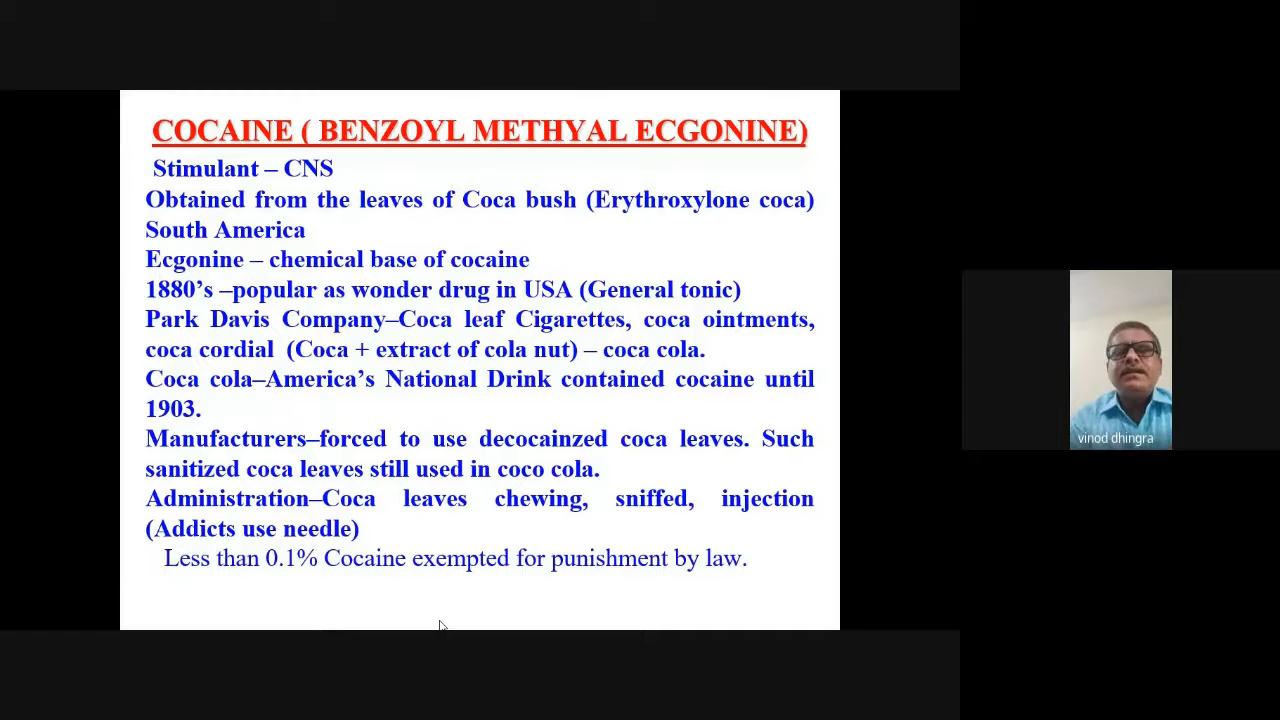 COCAINE ( BENZOYL METHYAL ECGONINE)
Stimulant – CNS
Obtained from the leaves of Coca bush (Erythroxylone coca)
South America
Ecgonine – chemical base of cocaine
1880’s –popular as wonder drug in USA (General tonic)
Park Davis Company–Coca leaf Cigarettes, coca ointments,
coca cordial (Coca + extract of cola nut) – coca cola.
Coca cola–America’s National Drink contained cocaine until
1903.
Manufacturers–forced to use decocainzed coca leaves. Such
sanitized coca leaves still used in coco cola.
Administration–Coca leaves chewing, sniffed, injection
(Addicts use needle)
Less than 0.1% Cocaine exempted for punishment by law.
vinod dhingra